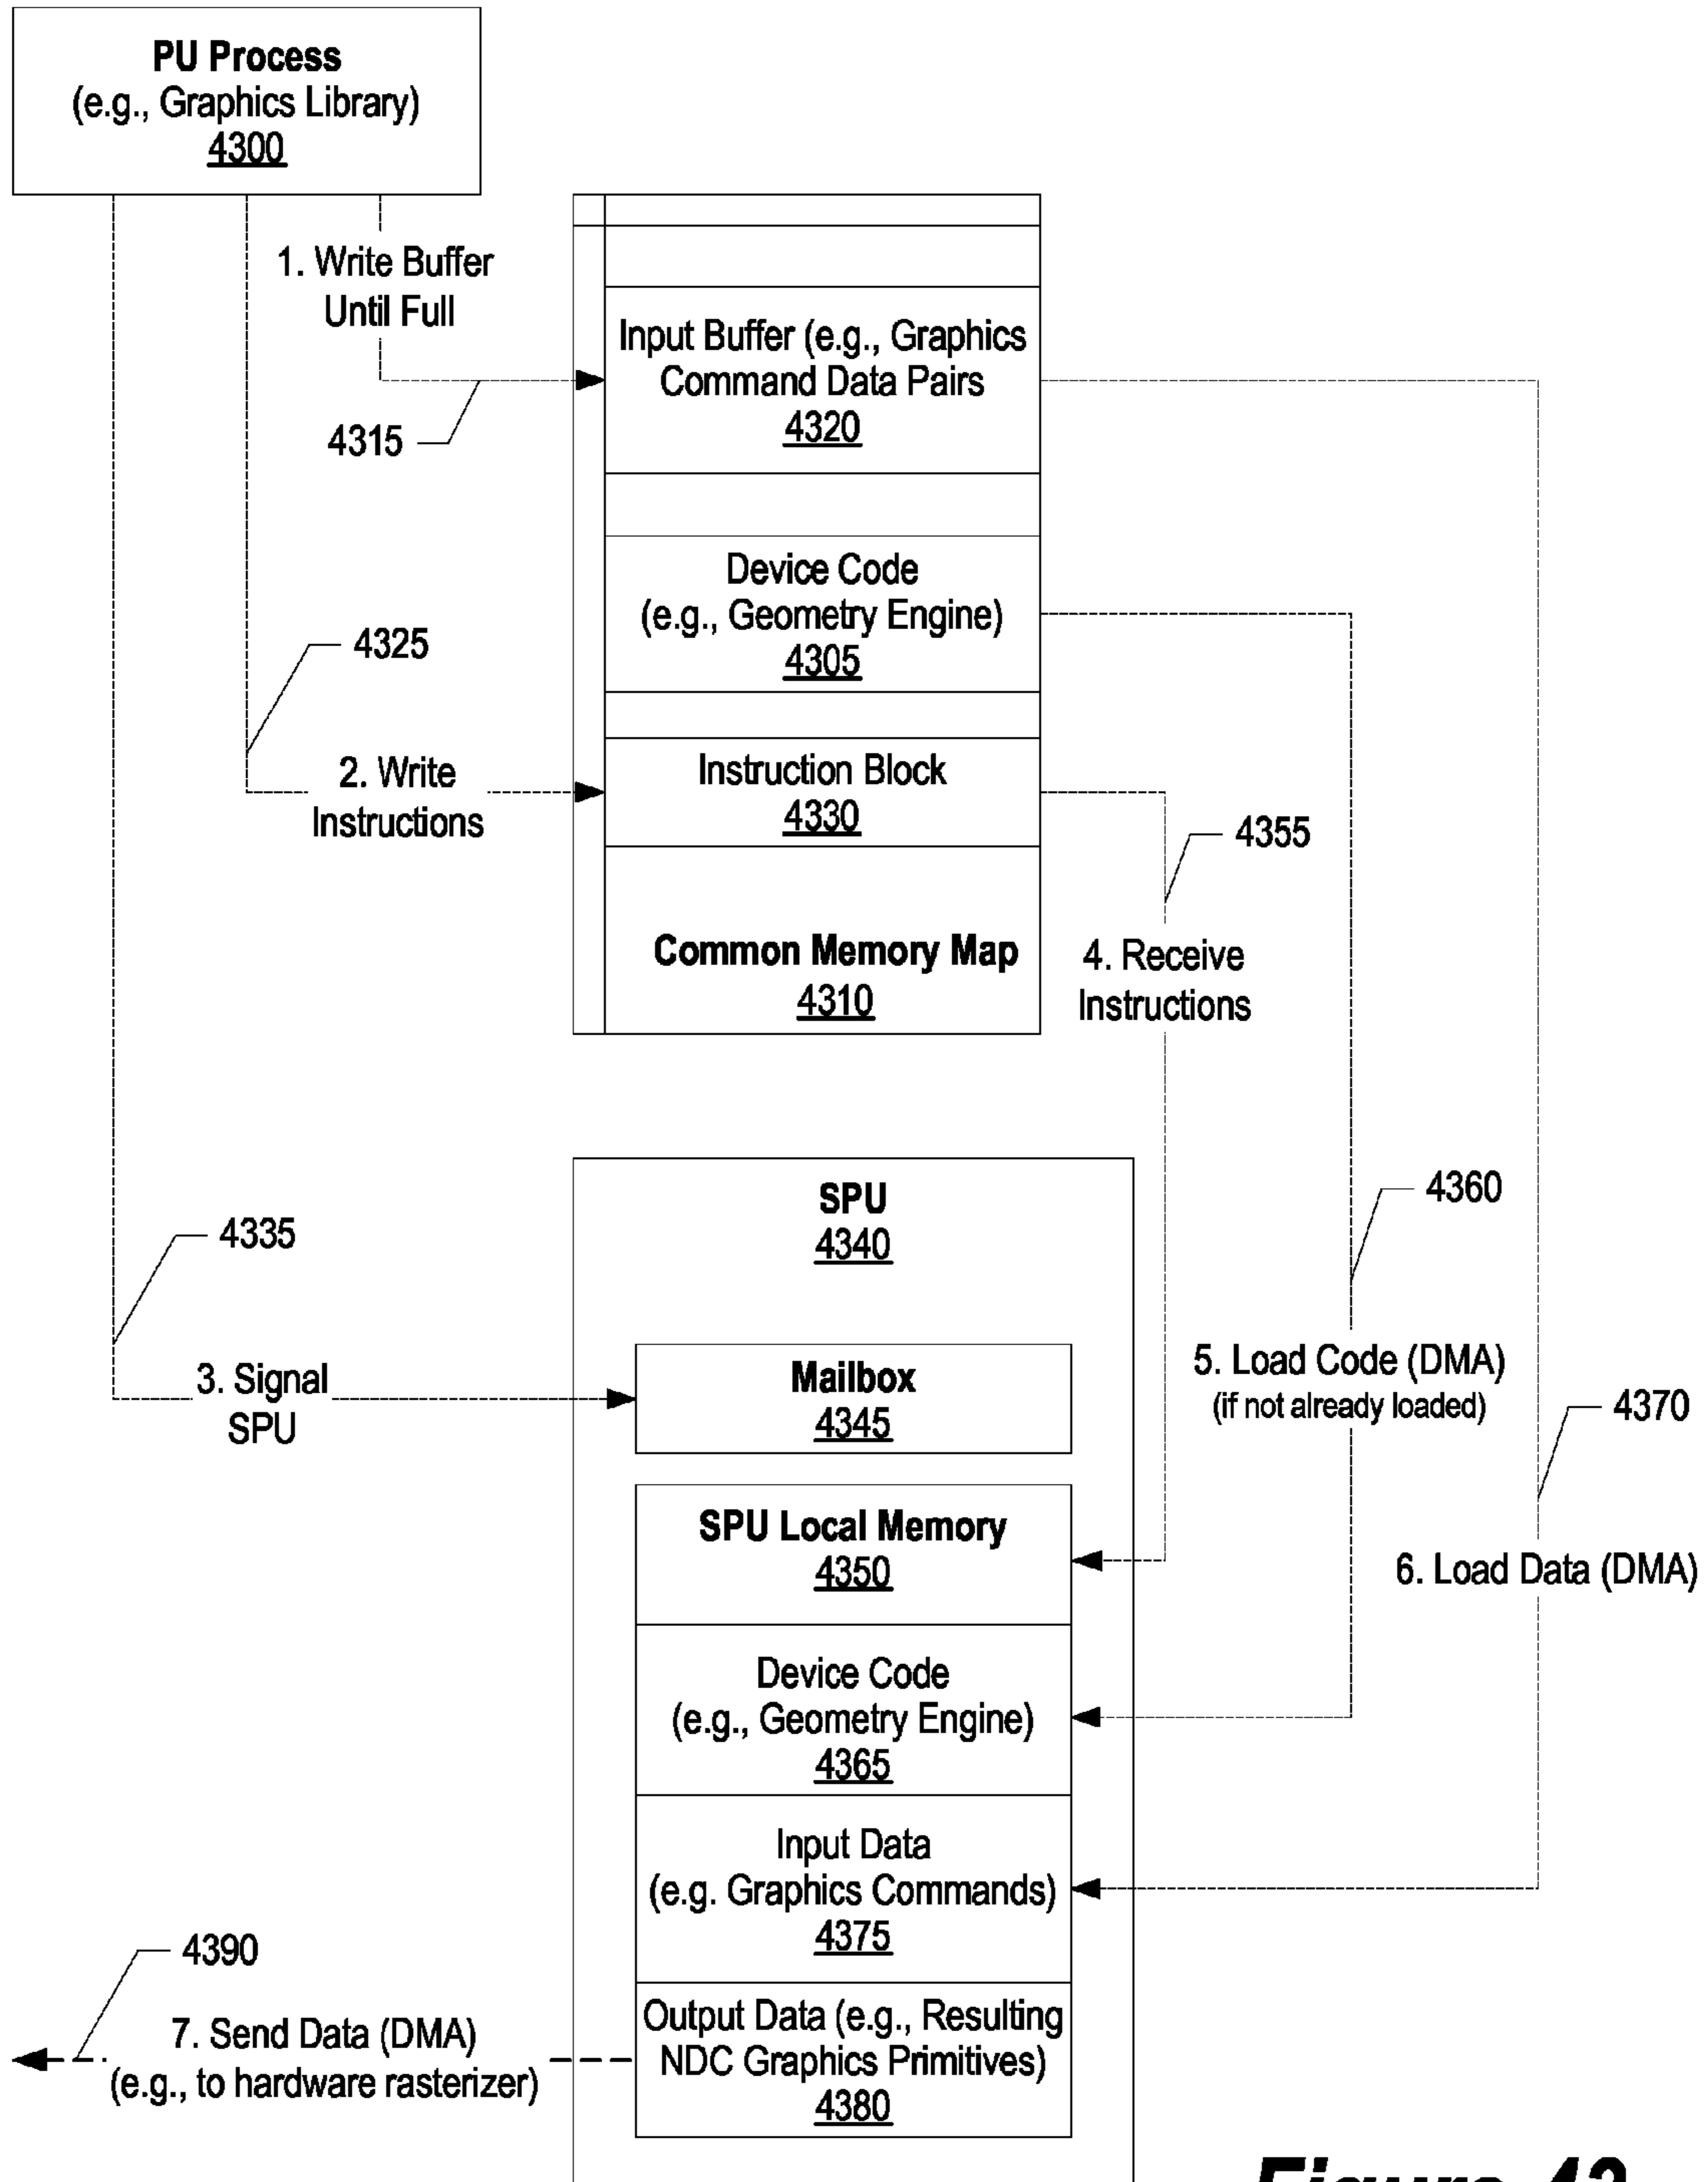 PU Process
(e.g., Graphics Library)
4300
1. Write Buffer
Until Full
4315
Input Buffer (e.g., Graphics
Command Data Pairs
4320
Device Code
(e.g., Geometry Engine)
4305
4325
2. Write
Instructions
Instruction Block
4330
4355
Common Memory Map
4310
4. Receive
Instructions
SPU
4340
4360
4335
3. Signal
SPU
Mailbox
4345
5. Load Code (DMA)
(if not already loaded)
4370
SPU Local Memory
4350
6. Load Data (DMA)
Device Code
(e.g., Geometry Engine)
4365
Input Data
(e.g. Graphics Commands)
4375
4390
7. Send Data (DMA)
(e.g., to hardware rasterizer)
Output Data (e.g., Resulting
NDC Graphics Primitives)
4380
Figure 43